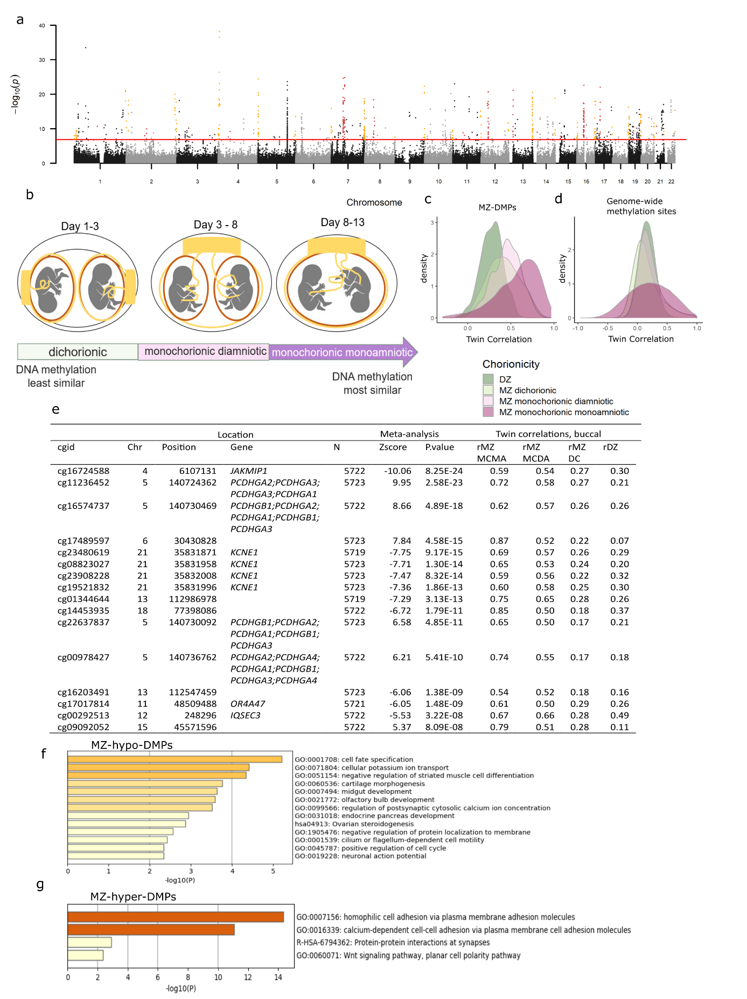 a
40
30
20
10
0
−log10(p)
1 2 3 4 5 6 7 8 9 10 11 12 13 14 15 16 17 18 19 20 21 22
Chromosome
b
Day 1-3
Day 3 - 8
Day 8-13
dichorionic
monochorionic diamniotic
monochorionic monoamniotic
DNA methylation
least similar
DNA methylation
most similar
c
MZ-DMPs
3
2
1
0
density
0.0 0.5 1.0
Twin Correlation
d
Genome-wide
methylation sites
2
1
0
density
-1.0 -0.5 0.0 0.5 1.0
Twin Correlation
Chorionicity
DZ
MZ dichorionic
MZ monochorionic diamniotic
MZ monochorionic monoamniotic
e
Location Meta-analysis Twin correlations, buccal
cgid Chr Position Gene N Zscore P.value rMZ rMZ rMZ rDZ
MCMA MCDA DC
cg16724588 4 6107131 JAKMIP1 5722 -10.06 8.25E-24 0.59 0.54 0.27 0.30
cg11236452 5 140724362 PCDHGA2;PCDHGA3; 5723 9.95 2.58E-23 0.72 0.58 0.27 0.21
PCDHGA3;PCDHGA1
cg16574737 5 140730469 PCDHGB1;PCDHGA2; 5722 8.66 4.89E-18 0.62 0.57 0.26 0.26
PCDHGA1;PCDHGB1;
PCDHGA3
cg17489597 6 30430828 5723 7.84 4.58E-15 0.87 0.52 0.22 0.07
cg23480619 21 35831871 KCNE1 5719 -7.75 9.17E-15 0.69 0.57 0.26 0.29
cg08823027 21 35831958 KCNE1 5723 -7.71 1.30E-14 0.65 0.53 0.24 0.20
cg23908228 21 35832008 KCNE1 5723 -7.47 8.32E-14 0.59 0.56 0.22 0.32
cg19521832 21 35831996 KCNE1 5723 -7.36 1.86E-13 0.60 0.58 0.25 0.30
cg01344644 13 112986978 5719 -7.29 3.13E-13 0.75 0.65 0.28 0.26
cg14453935 18 77398086 5722 -6.72 1.79E-11 0.85 0.50 0.18 0.37
cg22637837 5 140730092 PCDHGB1;PCDHGA2; 5723 6.58 4.85E-11 0.65 0.50 0.17 0.21
PCDHGA1;PCDHGB1;
PCDHGA3
cg00978427 5 140736762 PCDHGA2;PCDHGA4; 5722 6.21 5.41E-10 0.74 0.55 0.17 0.18
PCDHGA1;PCDHGB1;
PCDHGA3;PCDHGA4
cg16203491 13 112547459 5723 -6.06 1.38E-09 0.54 0.52 0.18 0.16
cg17017814 11 48509488 OR4A47 5721 -6.05 1.48E-09 0.61 0.50 0.29 0.26
cg00292513 12 248296 IQSEC3 5722 -5.53 3.22E-08 0.67 0.66 0.28 0.49
cg09092052 15 45571596 5722 5.37 8.09E-08 0.79 0.51 0.28 0.11
f
MZ-hypo-DMPs
GO:0001708: cell fate specification
GO:0071804: cellular potassium ion transport
GO:0051154: negative regulation of striated muscle cell differentiation
GO:0060536: cartilage morphogenesis
GO:0007494: midgut development
GO:0021772: olfactory bulb development
GO:0099566: regulation of postsynaptic cytosolic calcium ion concentration
GO:0031018: endocrine pancreas development
hsa04913: Ovarian steroidogenesis
GO:1905476: negative regulation of protein localization to membrane
GO:0001539: cilium or flagellum-dependent cell motility
GO:0045787: positive regulation of cell cycle
GO:0019228: neuronal action potential
0 1 2 3 4 5
-log10(P)
g
MZ-hyper-DMPs
GO:0007156: homophilic cell adhesion via plasma membrane adhesion molecules
GO:0016339: calcium-dependent cell-cell adhesion via plasma membrane cell adhesion molecules
R-HSA-6794362: Protein-protein interactions at synapses
GO:0060071: Wnt signaling pathway, planar cell polarity pathway
0 2 4 6 8 10 12 14
-log10(P)